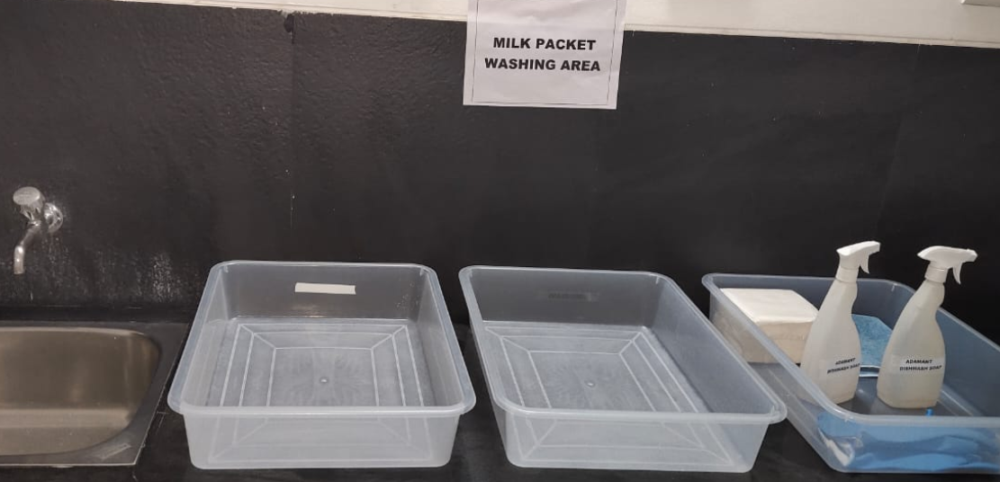 MILK PACKET
WASHING AREA
ADAMANT
DISHWASH SOAP
ADAMANT
DISHWASH SOAP